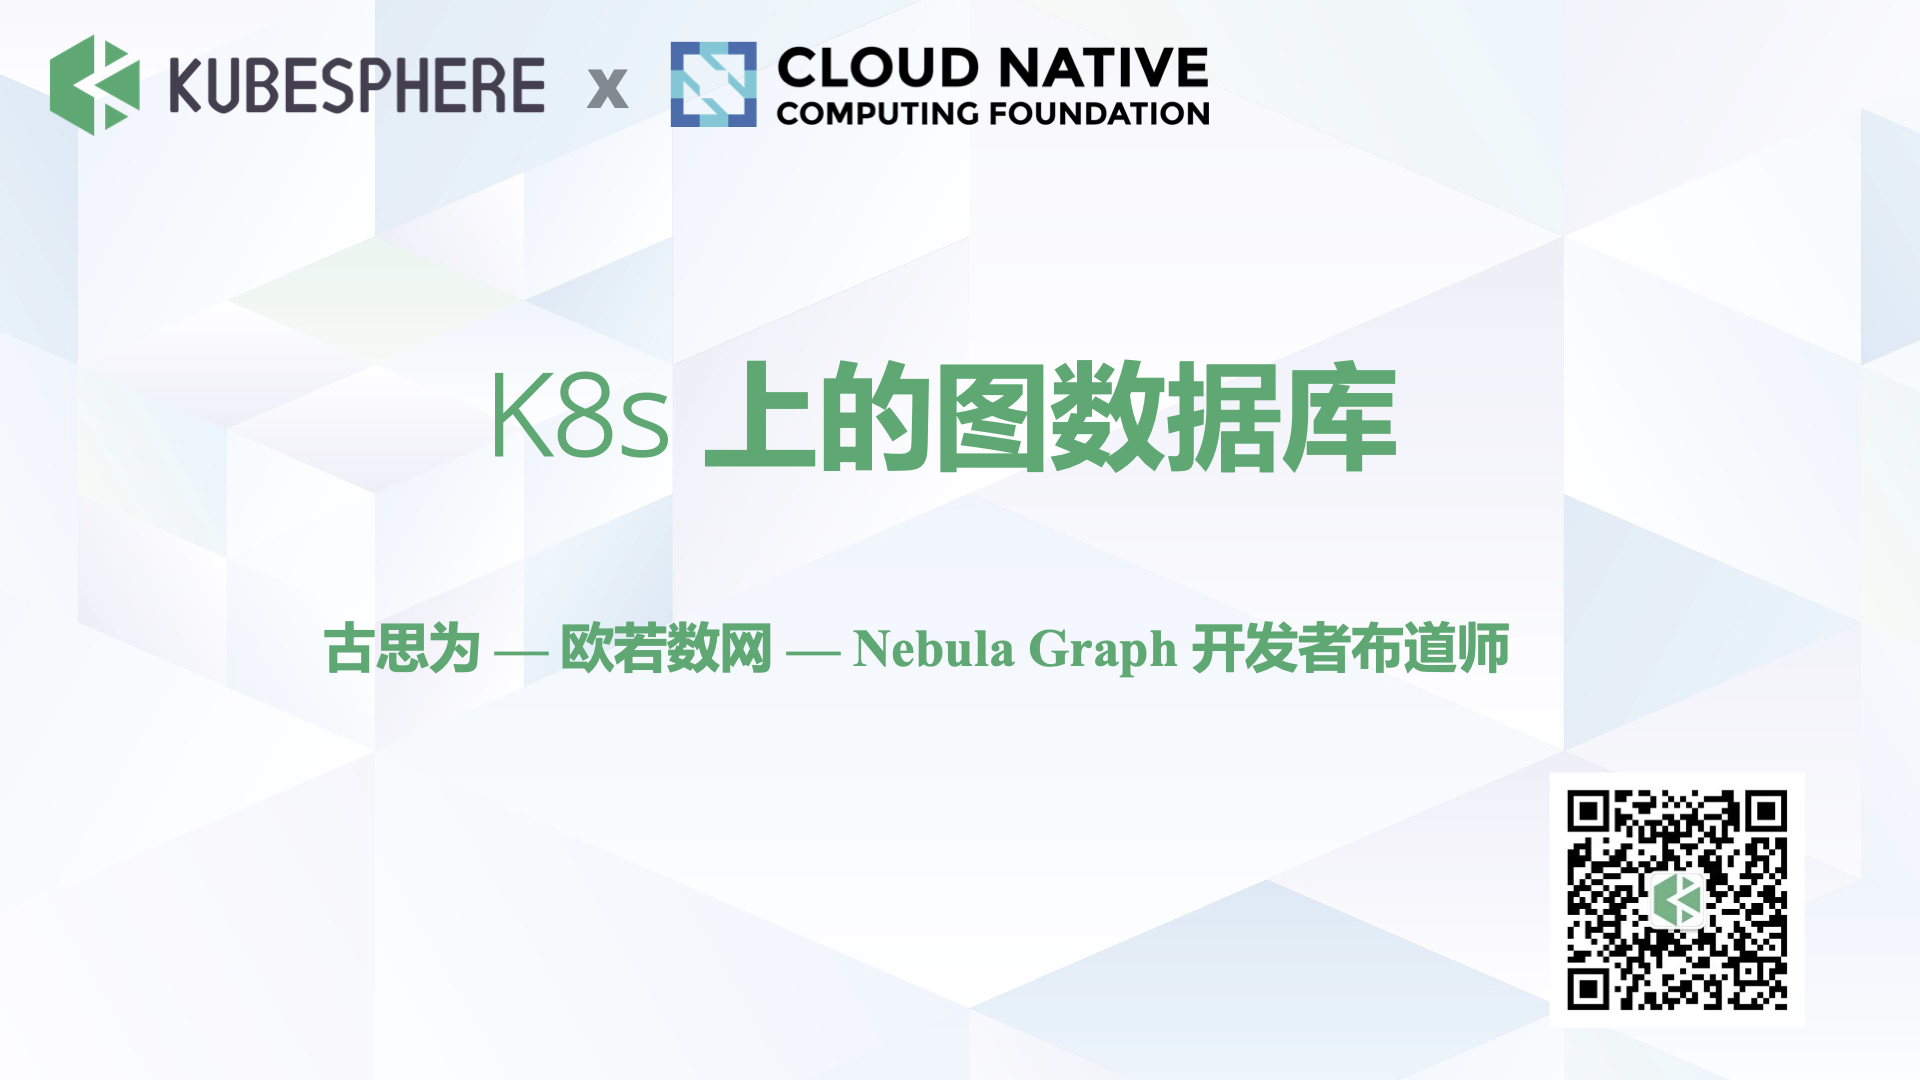 KUBESPHERE x CLOUD NATIVE
COMPUTING FOUNDATION
K8s 上的图数据库
古思为 — 欧若数网 — Nebula Graph 开发者布道师